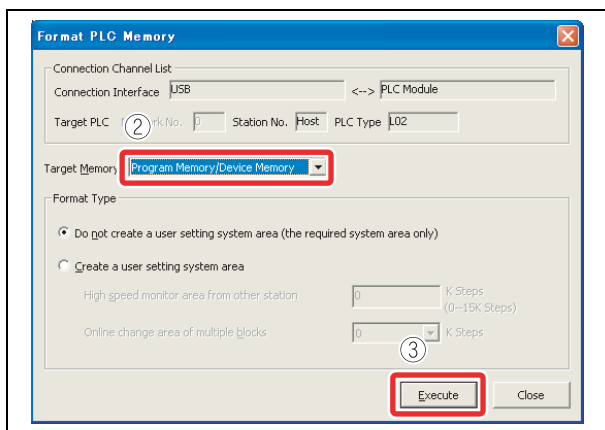 Format PLC Memory
Connection Channel List
Connection Interface USB <--> PLC Module
Target PLC No. 0 Station No. Host PLC Type L02
②
Target Memory Program Memory/Device Memory
Format Type
Do not create a user setting system area (the required system area only)
Create a user setting system area
High speed monitor area from other station 0 K Steps
(0--15K Steps)
Online change area of multiple blocks 0 K Steps
③
Execute Close